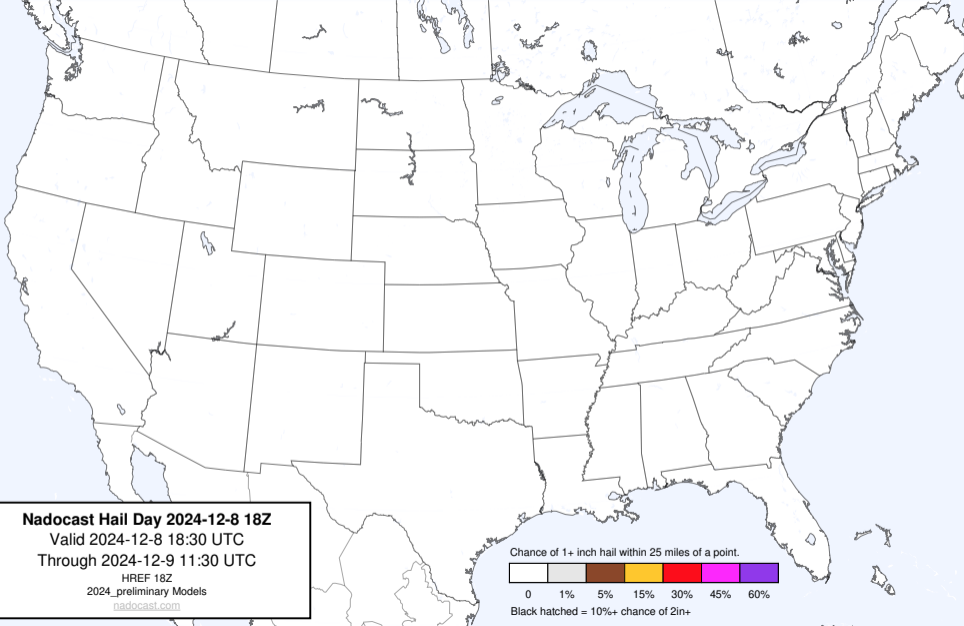 Nadocast Hail Day 2024-12-8 18Z
Valid 2024-12-8 18:30 UTC
Through 2024-12-9 11:30 UTC
HREF 18Z
2024_preliminary Models
nadocast.com
Chance of 1+ inch hail within 25 miles of a point.
0 1% 5% 15% 30% 45% 60%
Black hatched = 10%+ chance of 2in+